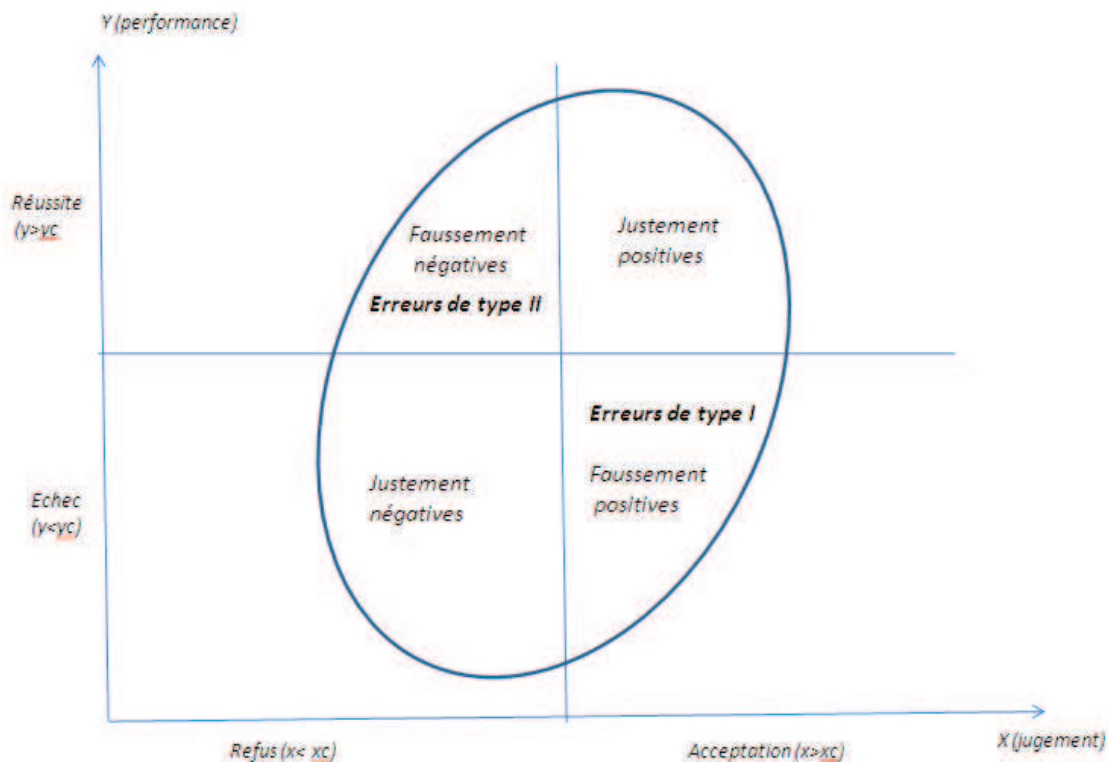 Y (performance)
Réussite
(y>yc
Faussement
négatives
Erreurs de type II
Justement
positives
Erreurs de type I
Faussement
positives
Justement
négatives
Echec
(y<yc)
Refus (x< xc)
Acceptation (x>xc)
X (jugement)